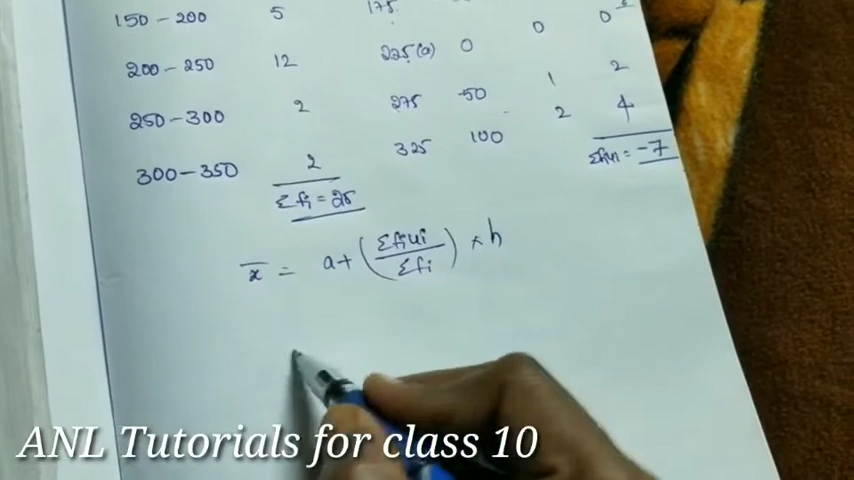 150 - 200 5 175
200 - 250 12 225(a) 0 0 0
250 - 300 2 275 50 1 2
300 - 350 2 325 100 2 4
Σfi = 25 Σfiui = -7
x̄ = a + (Σfiui / Σfi) × h
ANL Tutorials for class 10